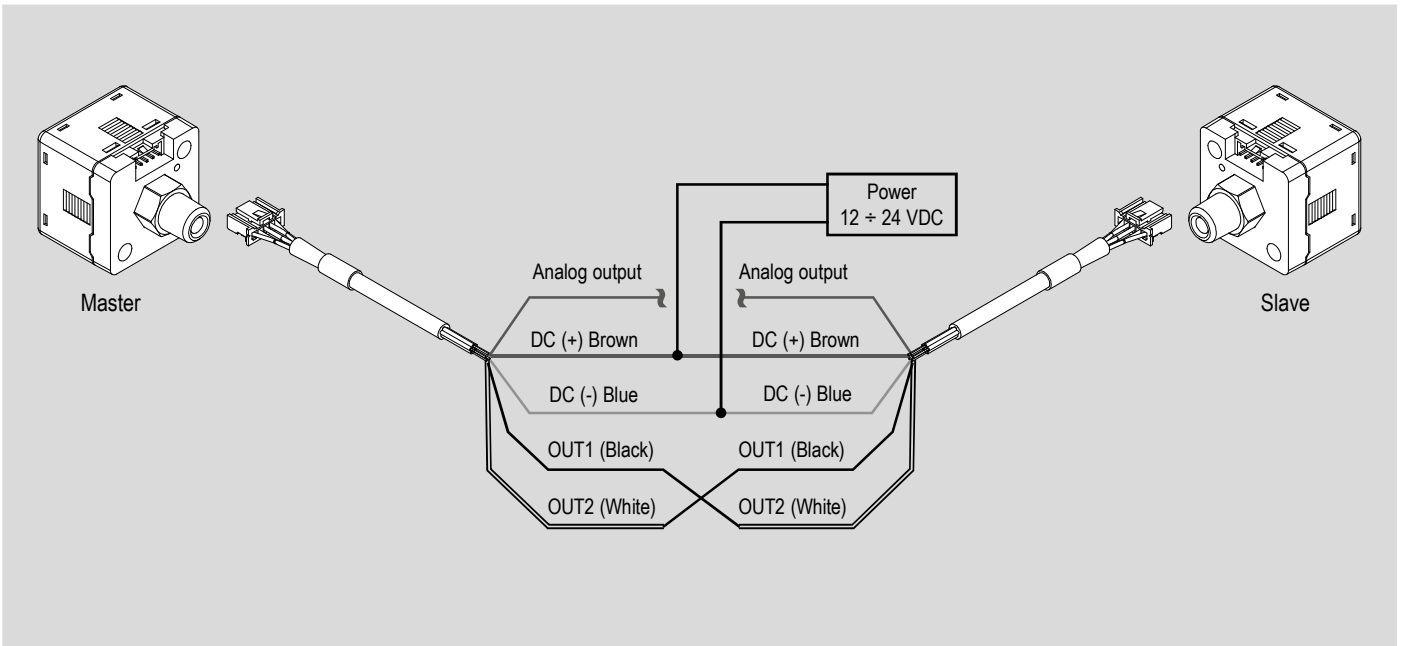 Power
12 ÷ 24 VDC
Analog output
Analog output
Master
Slave
DC (+) Brown
DC (+) Brown
DC (-) Blue
DC (-) Blue
OUT1 (Black)
OUT1 (Black)
OUT2 (White)
OUT2 (White)